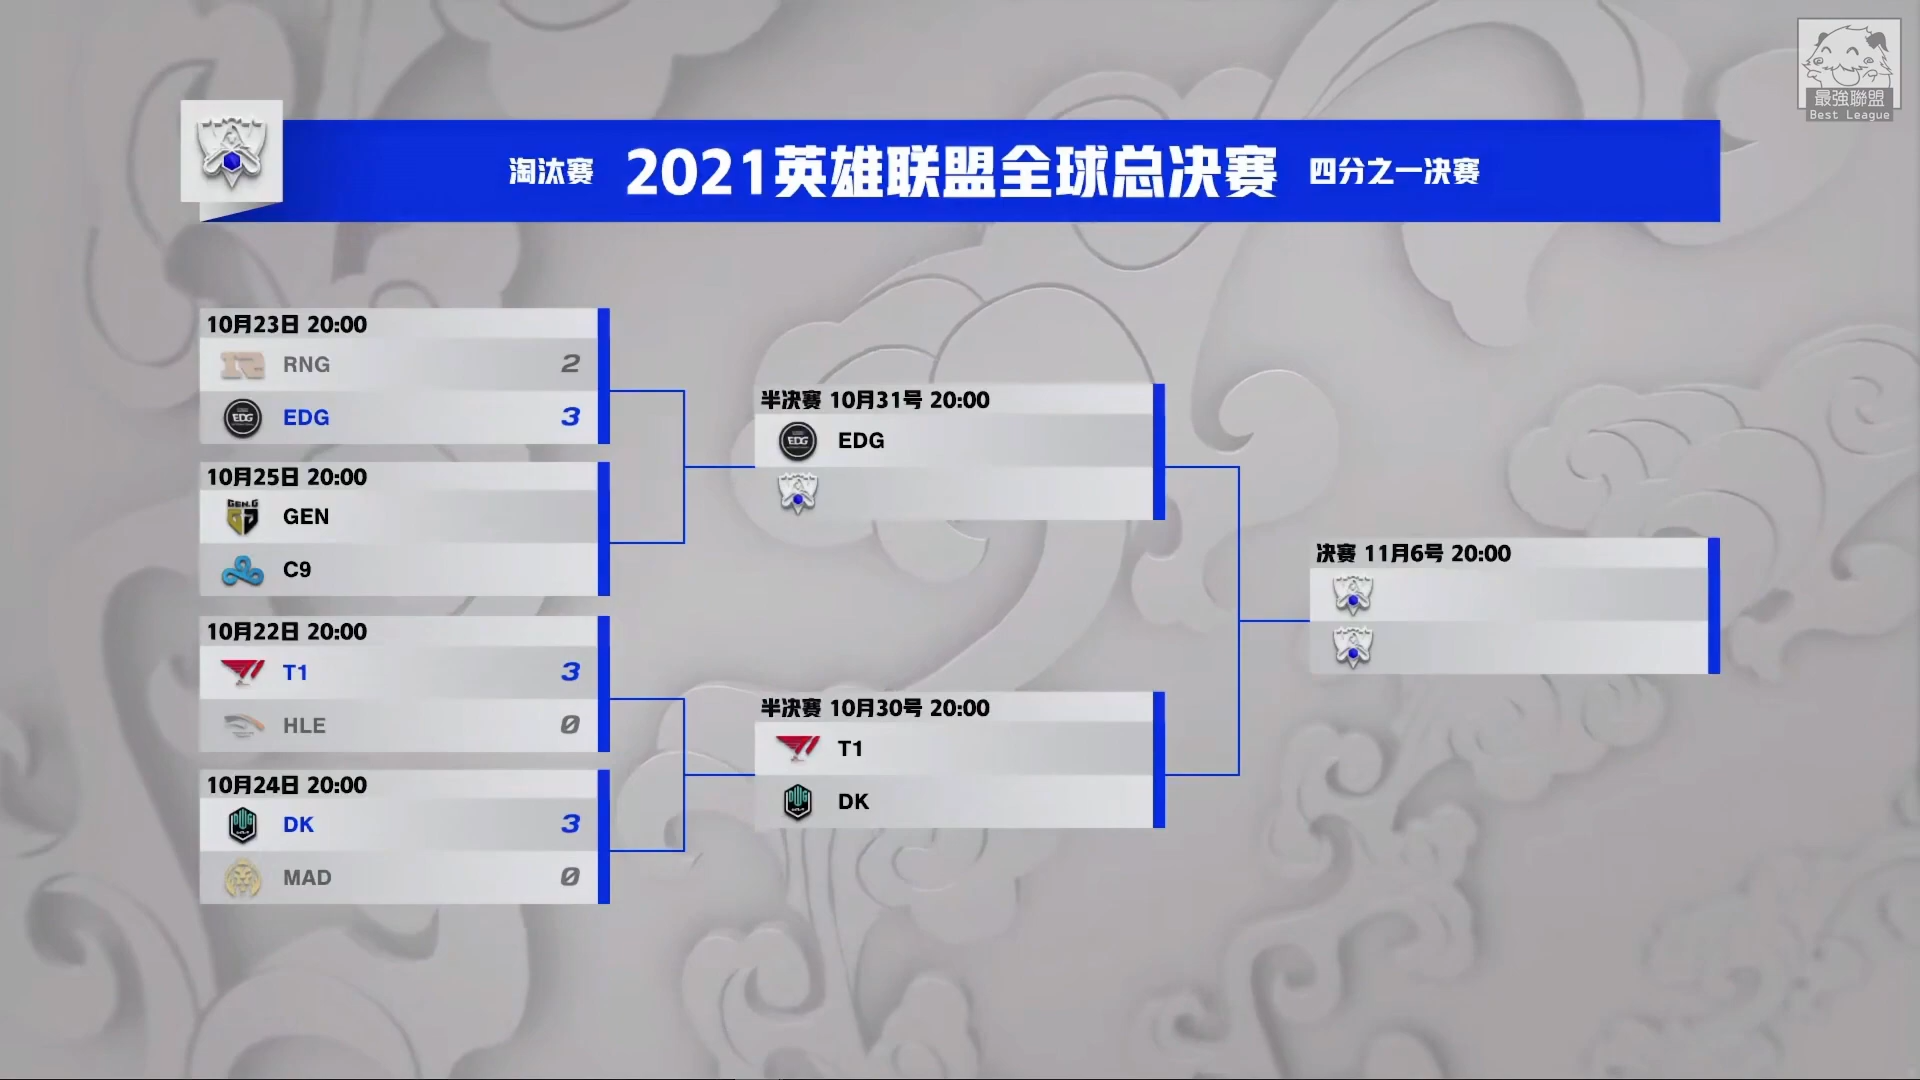 最強聯盟
Best League
淘汰赛 2021英雄联盟全球总决赛 四分之一决赛
10月23日 20:00
RNG 2
EDG EDG 3
10月25日 20:00
GEN.G GEN
C9
10月22日 20:00
T1 3
HLE 0
10月24日 20:00
DK 3
MAD 0
半决赛 10月31号 20:00
EDG EDG
半决赛 10月30号 20:00
T1
DK
决赛 11月6号 20:00